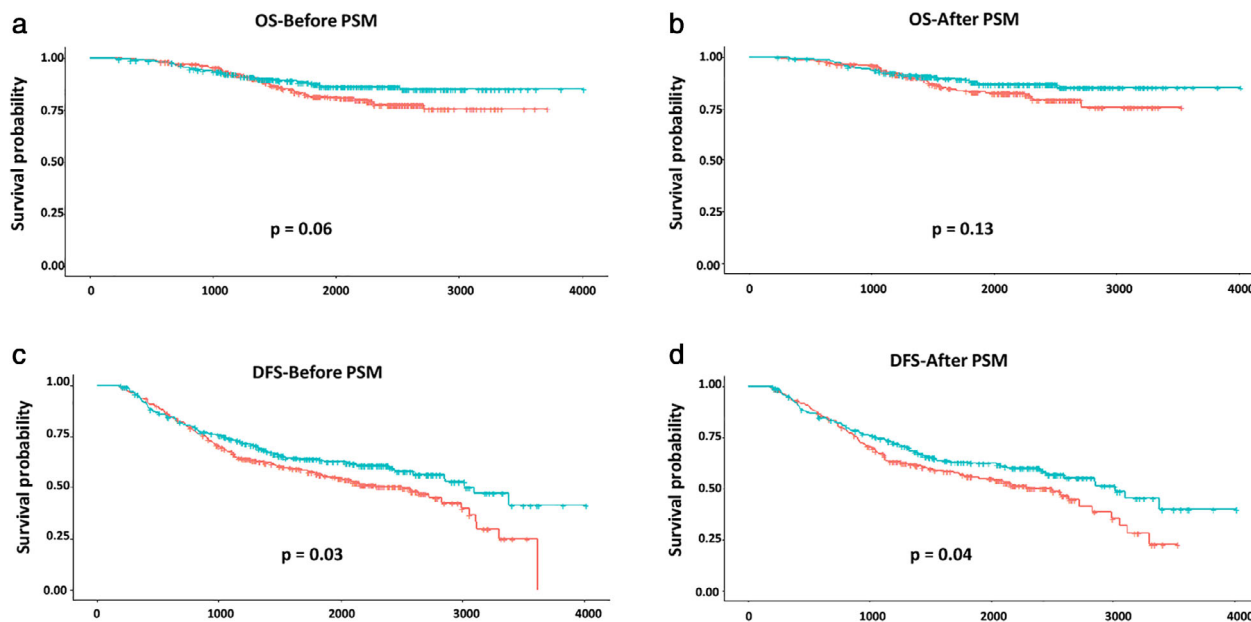 a
OS-Before PSM
Survival probability
1.00
0.75
0.50
0.25
0.00
p = 0.06
0 1000 2000 3000 4000
b
OS-After PSM
Survival probability
1.00
0.75
0.50
0.25
0.00
p = 0.13
0 1000 2000 3000 4000
c
DFS-Before PSM
Survival probability
1.00
0.75
0.50
0.25
0.00
p = 0.03
0 1000 2000 3000 4000
d
DFS-After PSM
Survival probability
1.00
0.75
0.50
0.25
0.00
p = 0.04
0 1000 2000 3000 4000